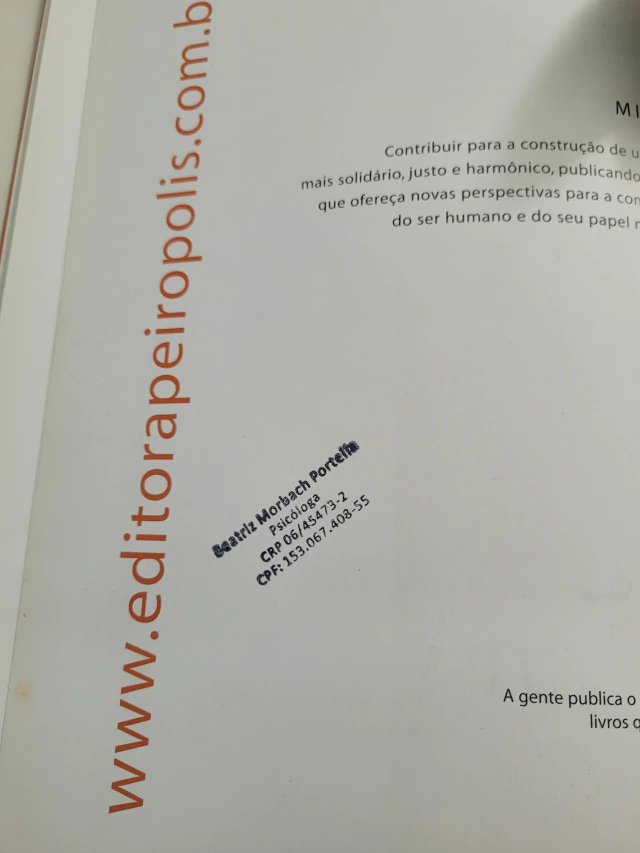 www.editorapeiropolis.com.b
MI
Contribuir para a construção de u
mais solidário, justo e harmônico, publicando
que ofereça novas perspectivas para a com
do ser humano e do seu papel
Beatriz Morbach Portella
Psicóloga
CRP 06/45473-2
CPF: 153.067.408-55
A gente publica o
livros q